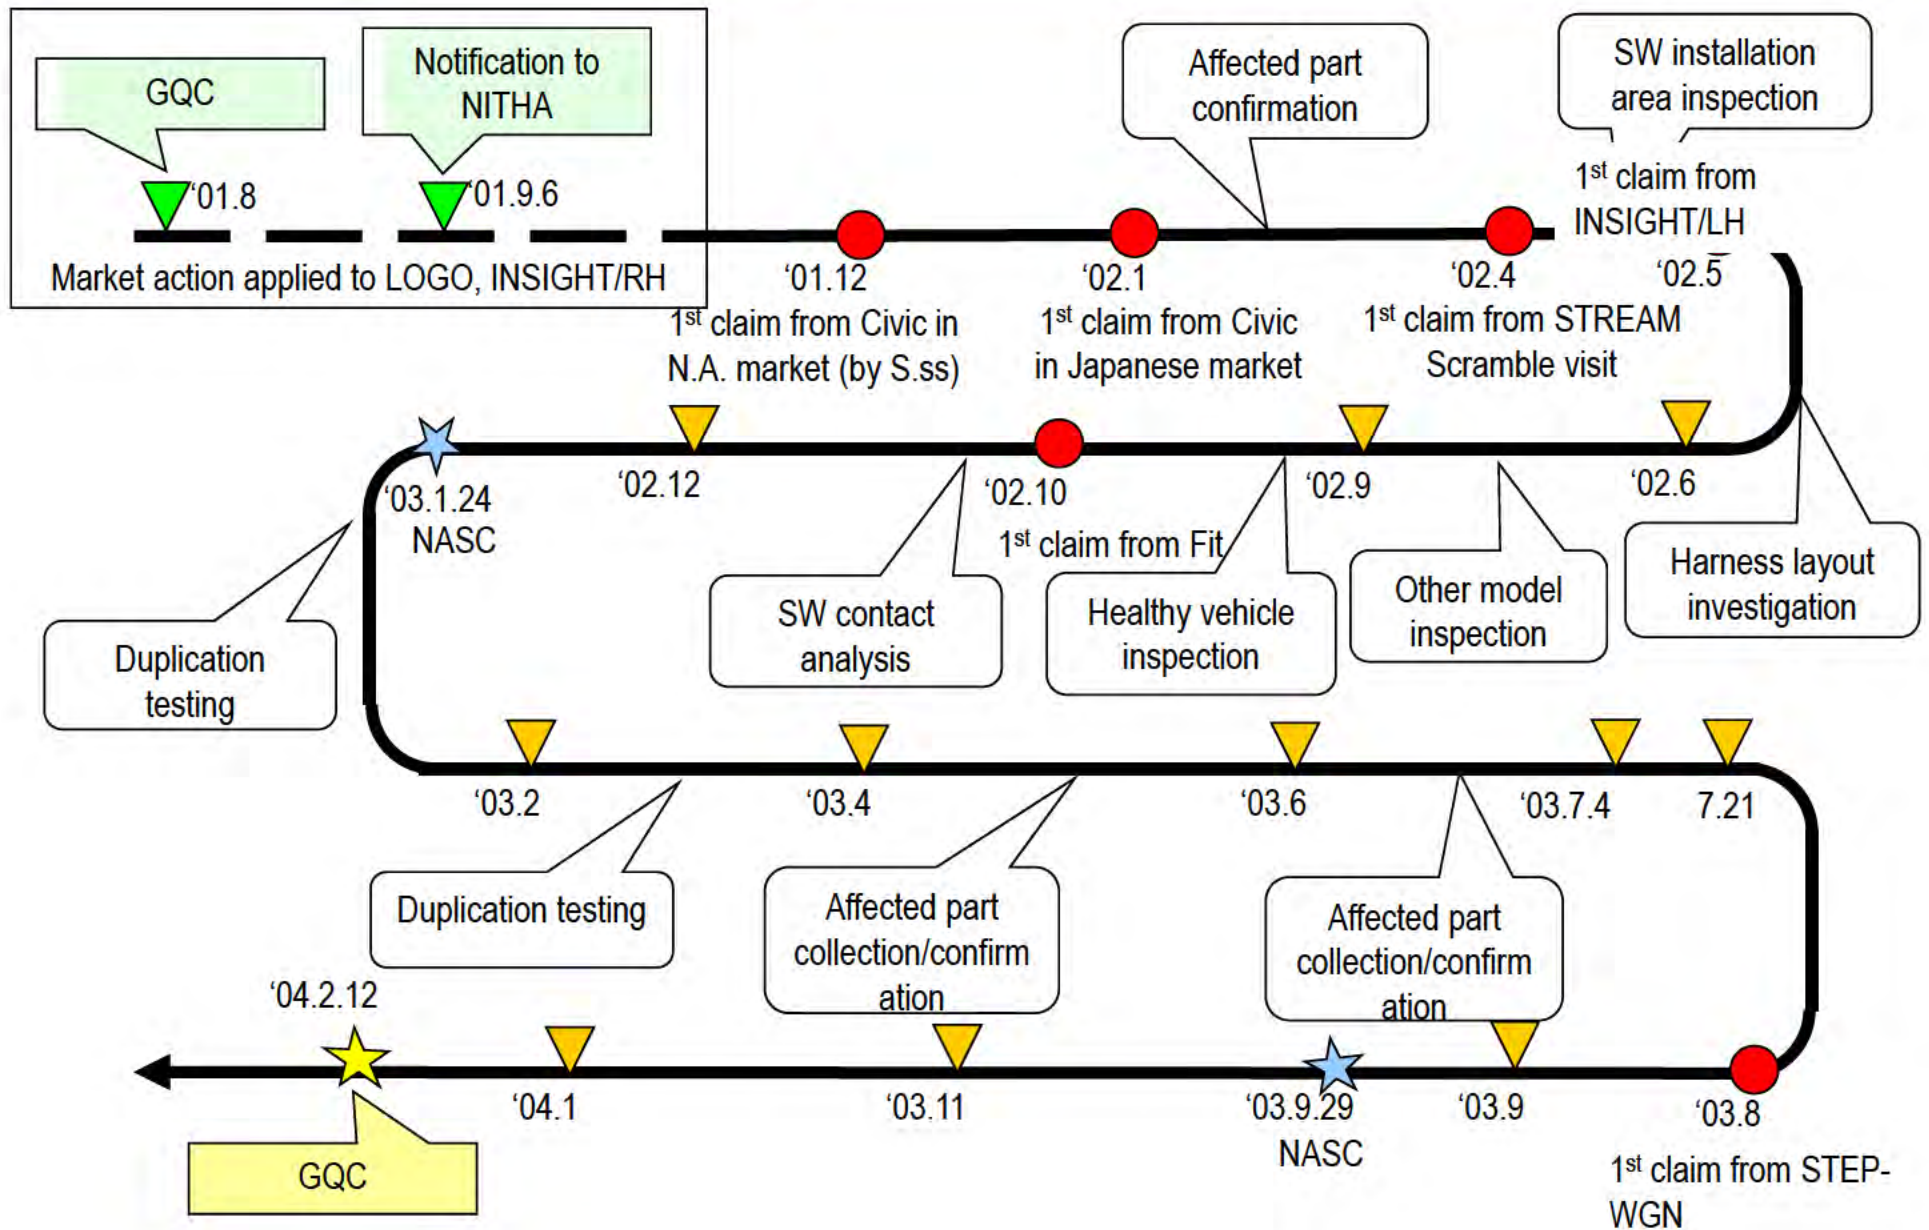 GQC
Notification to
NITHA
‘01.8
‘01.9.6
Market action applied to LOGO, INSIGHT/RH
Affected part
confirmation
SW installation
area inspection
1st claim from
INSIGHT/LH
‘01.12
1st claim from Civic in
N.A. market (by S.ss)
‘02.1
1st claim from Civic
in Japanese market
‘02.4
1st claim from STREAM
Scramble visit
‘02.5
‘03.1.24
NASC
‘02.12
‘02.10
1st claim from Fit
‘02.9
‘02.6
Duplication
testing
SW contact
analysis
Healthy vehicle
inspection
Other model
inspection
Harness layout
investigation
‘03.2
‘03.4
‘03.6
‘03.7.4
7.21
Duplication testing
Affected part
collection/confirm
ation
Affected part
collection/confirm
ation
‘04.2.12
‘04.1
‘03.11
‘03.9.29
NASC
‘03.9
‘03.8
1st claim from STEP-
WGN
GQC